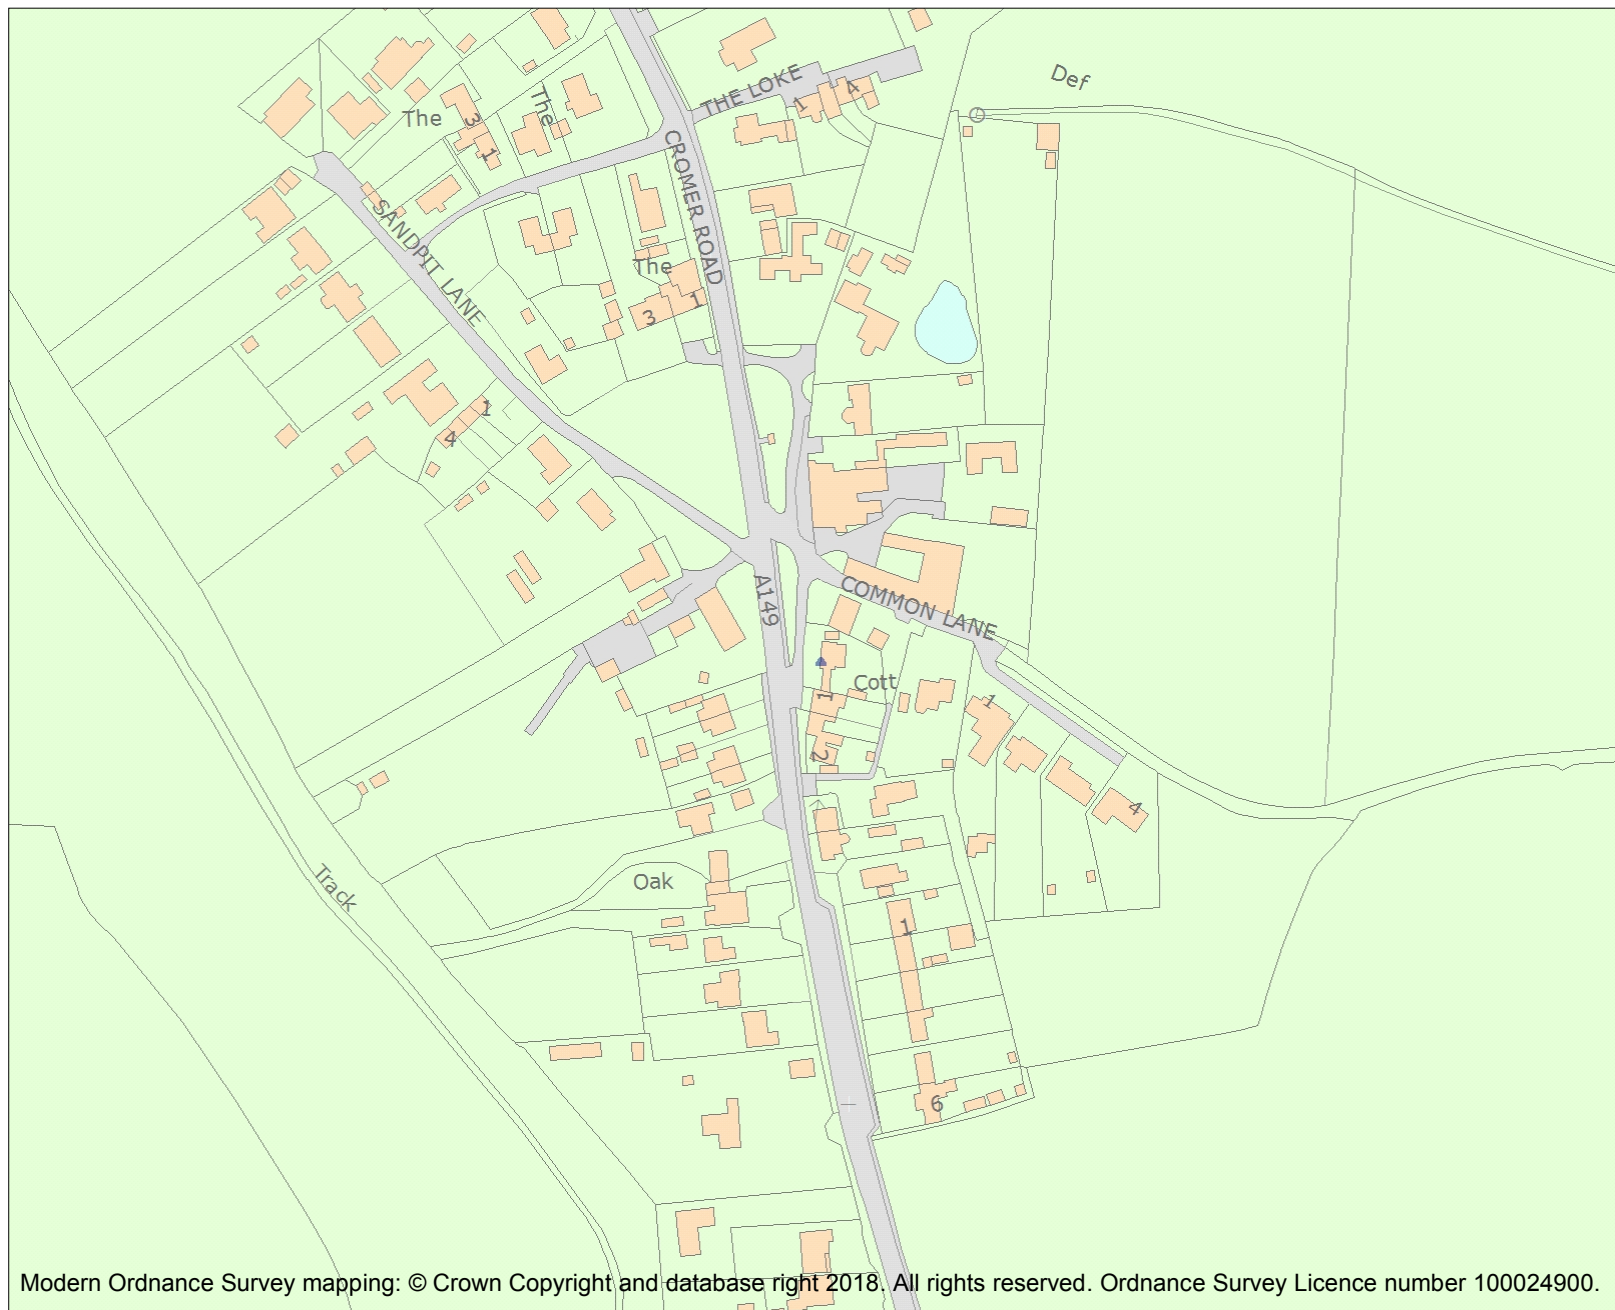 Def
THE LOKE
1
4
The
The
3
1
CROMER ROAD
SANDPIT LANE
The
1
3
1
4
A149
COMMON LANE
Cott
1
1
2
4
Track
Oak
1
6
Modern Ordnance Survey mapping: © Crown Copyright and database right 2018. All rights reserved. Ordnance Survey Licence number 100024900.